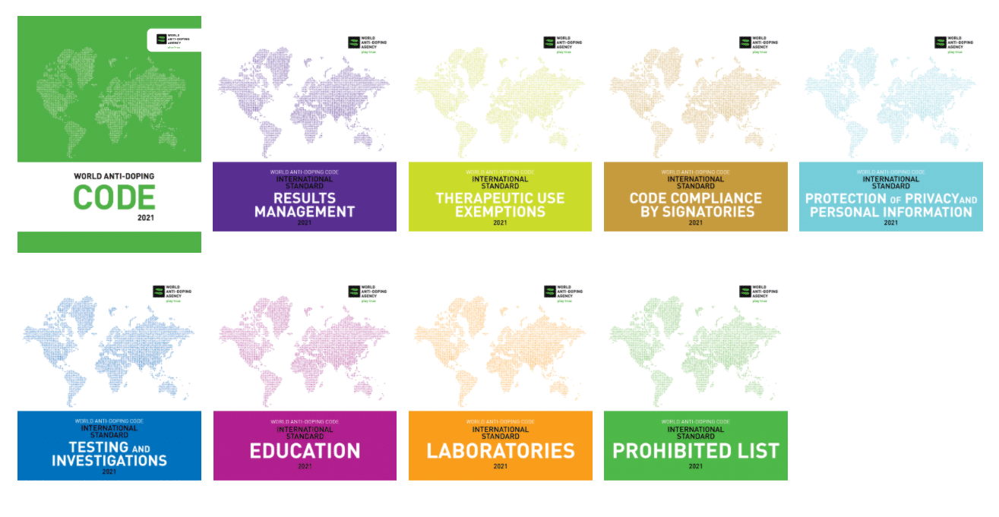 WORLD
ANTI-DOPING
AGENCY
play true
WORLD ANTI-DOPING
CODE
2021
WORLD
ANTI-DOPING
AGENCY
play true
WORLD ANTI-DOPING CODE
INTERNATIONAL
STANDARD
RESULTS
MANAGEMENT
2021
WORLD
ANTI-DOPING
AGENCY
play true
WORLD ANTI-DOPING CODE
INTERNATIONAL
STANDARD
THERAPEUTIC USE
EXEMPTIONS
2021
WORLD
ANTI-DOPING
AGENCY
play true
WORLD ANTI-DOPING CODE
INTERNATIONAL
STANDARD
CODE COMPLIANCE
BY SIGNATORIES
2021
WORLD
ANTI-DOPING
AGENCY
play true
WORLD ANTI-DOPING CODE
INTERNATIONAL
STANDARD
PROTECTION OF PRIVACY AND
PERSONAL INFORMATION
2021
WORLD
ANTI-DOPING
AGENCY
play true
WORLD ANTI-DOPING CODE
INTERNATIONAL
STANDARD
TESTING AND
INVESTIGATIONS
2021
WORLD
ANTI-DOPING
AGENCY
play true
WORLD ANTI-DOPING CODE
INTERNATIONAL
STANDARD
EDUCATION
2021
WORLD
ANTI-DOPING
AGENCY
play true
WORLD ANTI-DOPING CODE
INTERNATIONAL
STANDARD
LABORATORIES
2021
WORLD
ANTI-DOPING
AGENCY
play true
WORLD ANTI-DOPING CODE
INTERNATIONAL
STANDARD
PROHIBITED LIST
2021